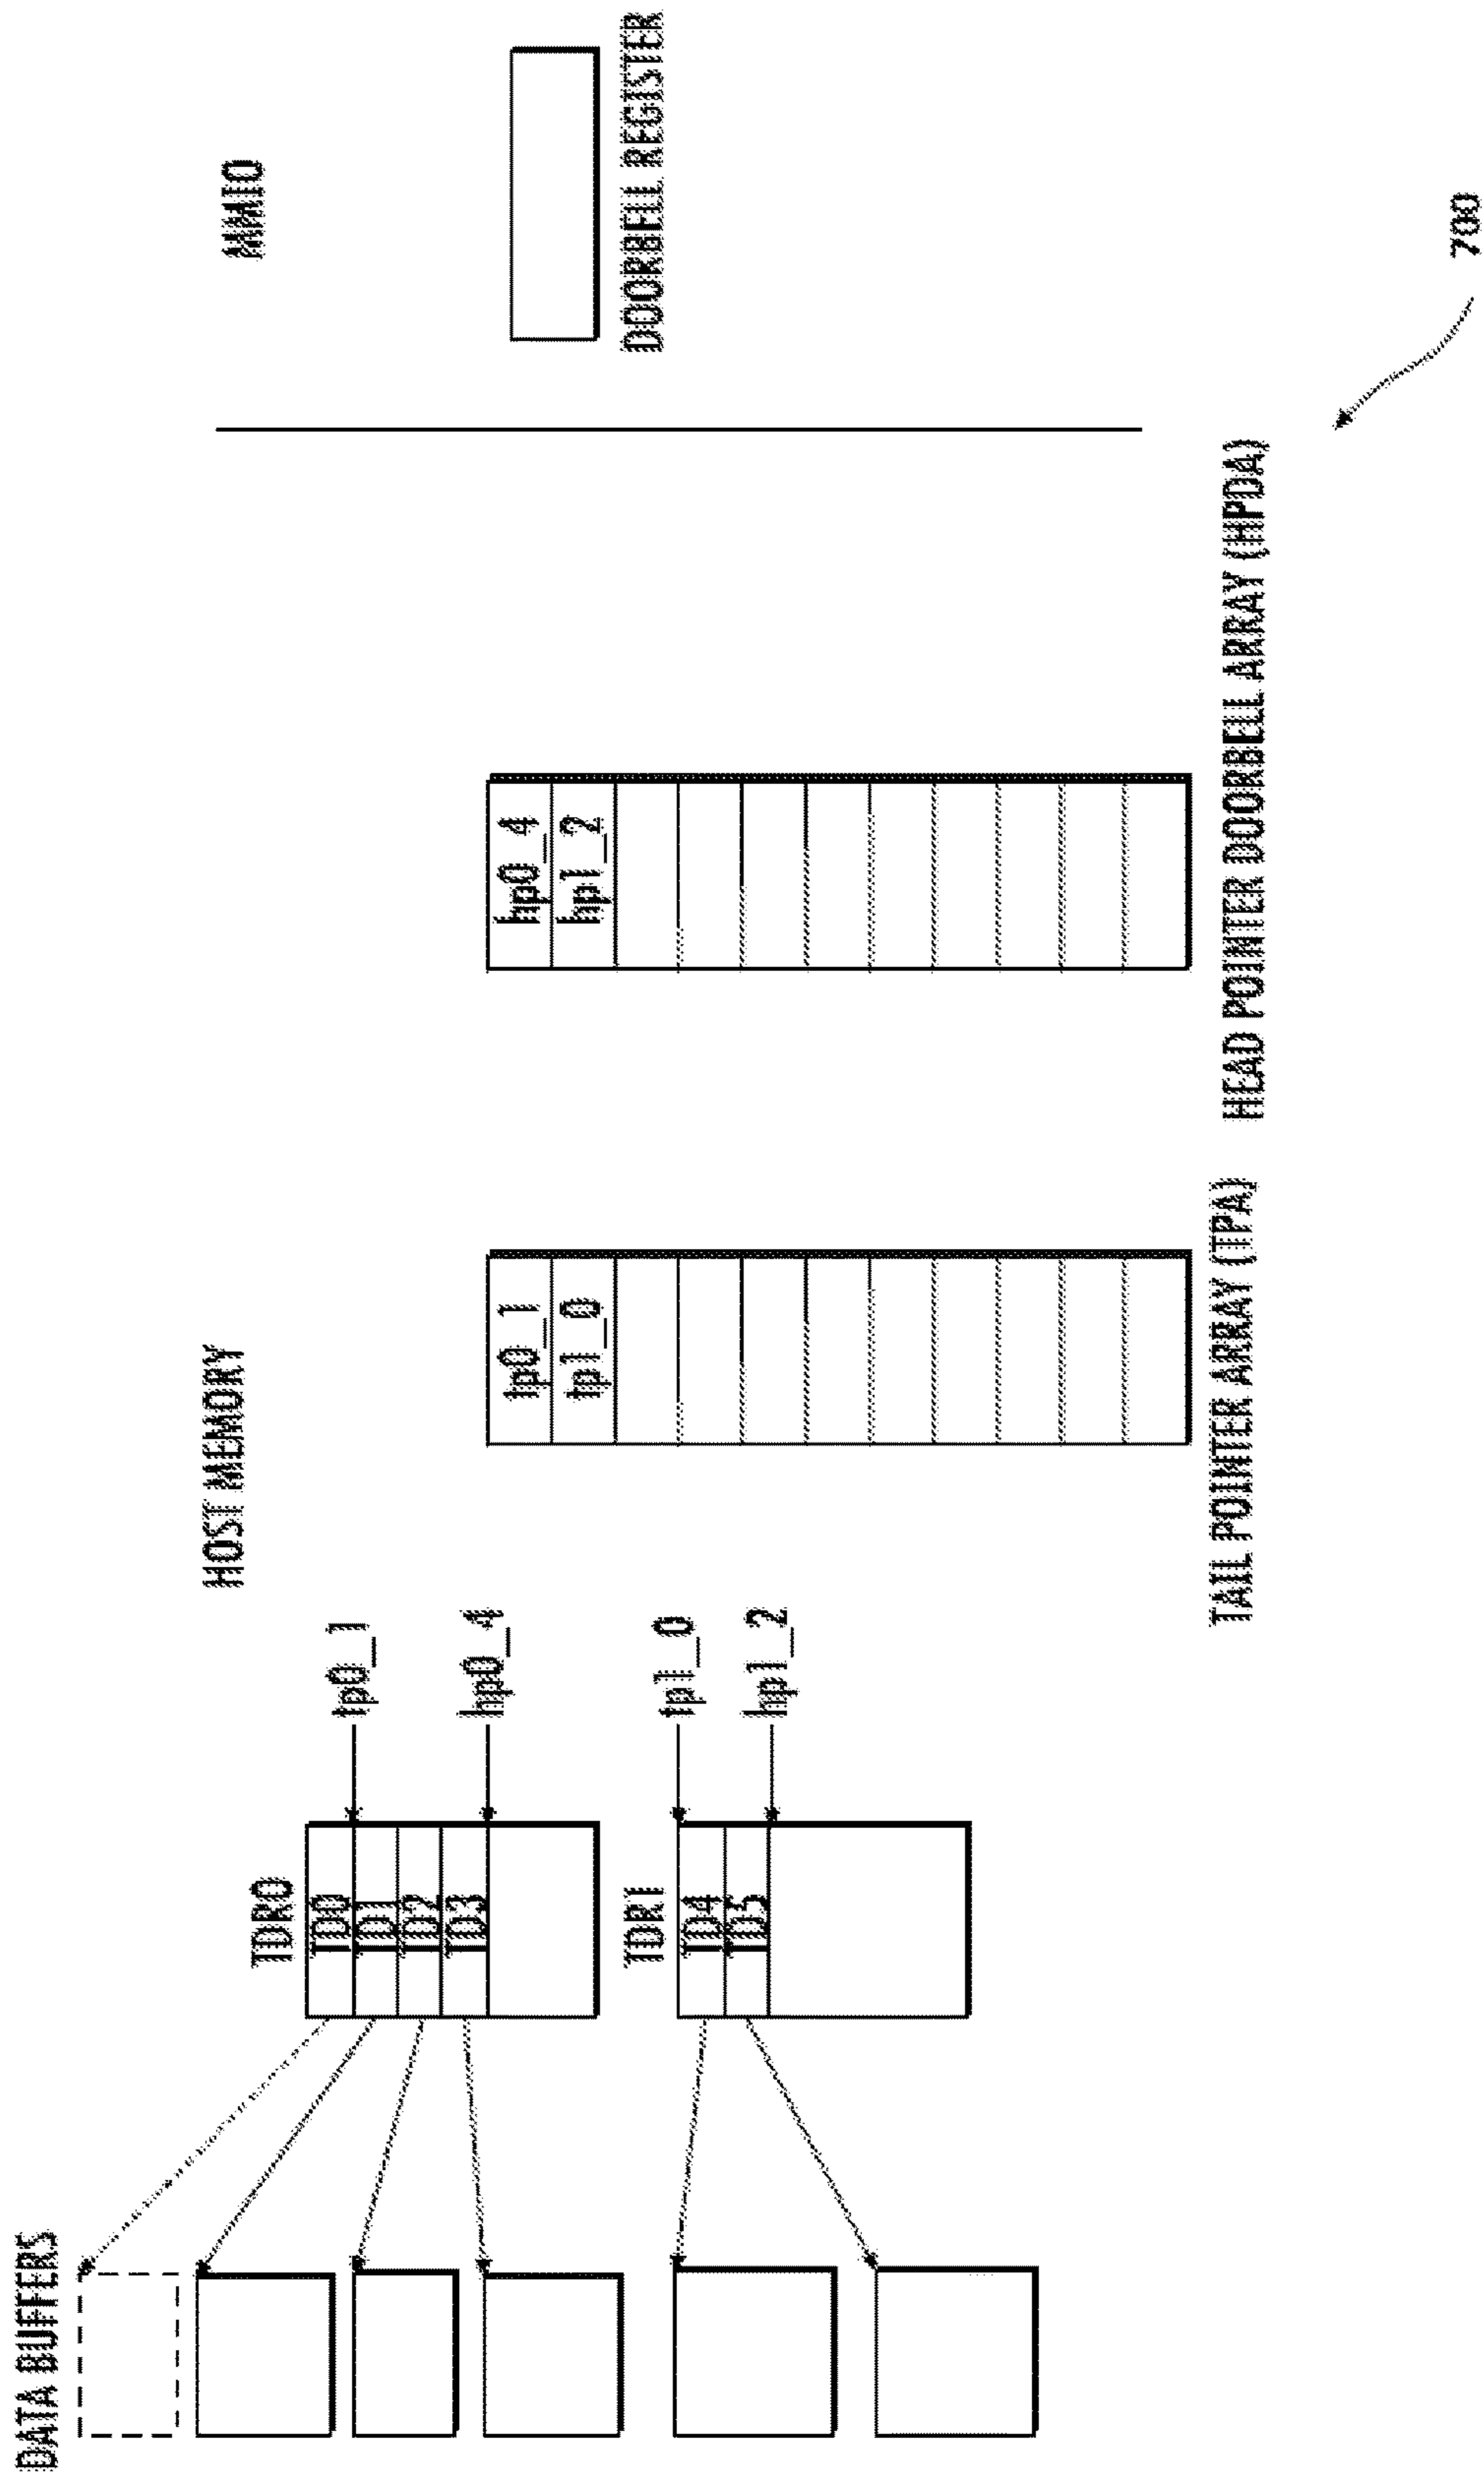 HOST MEMORY
MMIO
DATA BUFFERS
TDR0
TD0
TD1
TD2
TD3
tp0_1
hp0_4
TDR1
TD4
TD5
tp1_0
hp1_2
tp0_1
tp1_0
TAIL POINTER ARRAY (TPA)
hp0_4
hp1_2
HEAD POINTER DOORBELL ARRAY (HPDA)
DOORBELL REGISTER
700